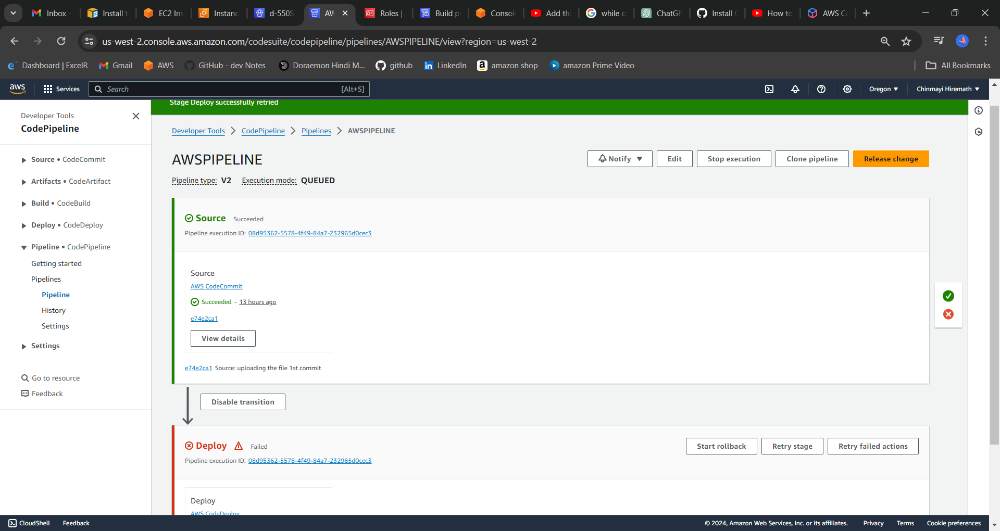 Inbox -
Install t
EC2 Ins
Instanc
d-550S
AW
Roles |
Build p
Consol
Add thi
while c
ChatGP
Install
How to
AWS Co
us-west-2.console.aws.amazon.com/codesuite/codepipeline/pipelines/AWSPIPELINE/view?region=us-west-2
Dashboard | ExcelR
Gmail
AWS
GitHub - dev Notes
Doraemon Hindi M...
github
LinkedIn
amazon shop
amazon Prime Video
All Bookmarks
aws
Services
Search
[Alt+S]
Oregon
Chinmayi Hiremath
Developer Tools
CodePipeline
Source • CodeCommit
Artifacts • CodeArtifact
Build • CodeBuild
Deploy • CodeDeploy
Pipeline • CodePipeline
Getting started
Pipelines
Pipeline
History
Settings
Settings
Go to resource
Feedback
Stage Deploy successfully retried
Developer Tools > CodePipeline > Pipelines > AWSPIPELINE
AWSPIPELINE
Notify
Edit
Stop execution
Clone pipeline
Release change
Pipeline type: V2 Execution mode: QUEUED
Source Succeeded
Pipeline execution ID: 08d95362-5578-4f49-84a7-232965d0cec3
Source
AWS CodeCommit
Succeeded - 13 hours ago
e74e2ca1
View details
e74e2ca1 Source: uploading the file 1st commit
Disable transition
Deploy Failed
Start rollback
Retry stage
Retry failed actions
Pipeline execution ID: 08d95362-5578-4f49-84a7-232965d0cec3
Deploy
AWS CodeDeploy
CloudShell
Feedback
© 2024, Amazon Web Services, Inc. or its affiliates.
Privacy
Terms
Cookie preferences